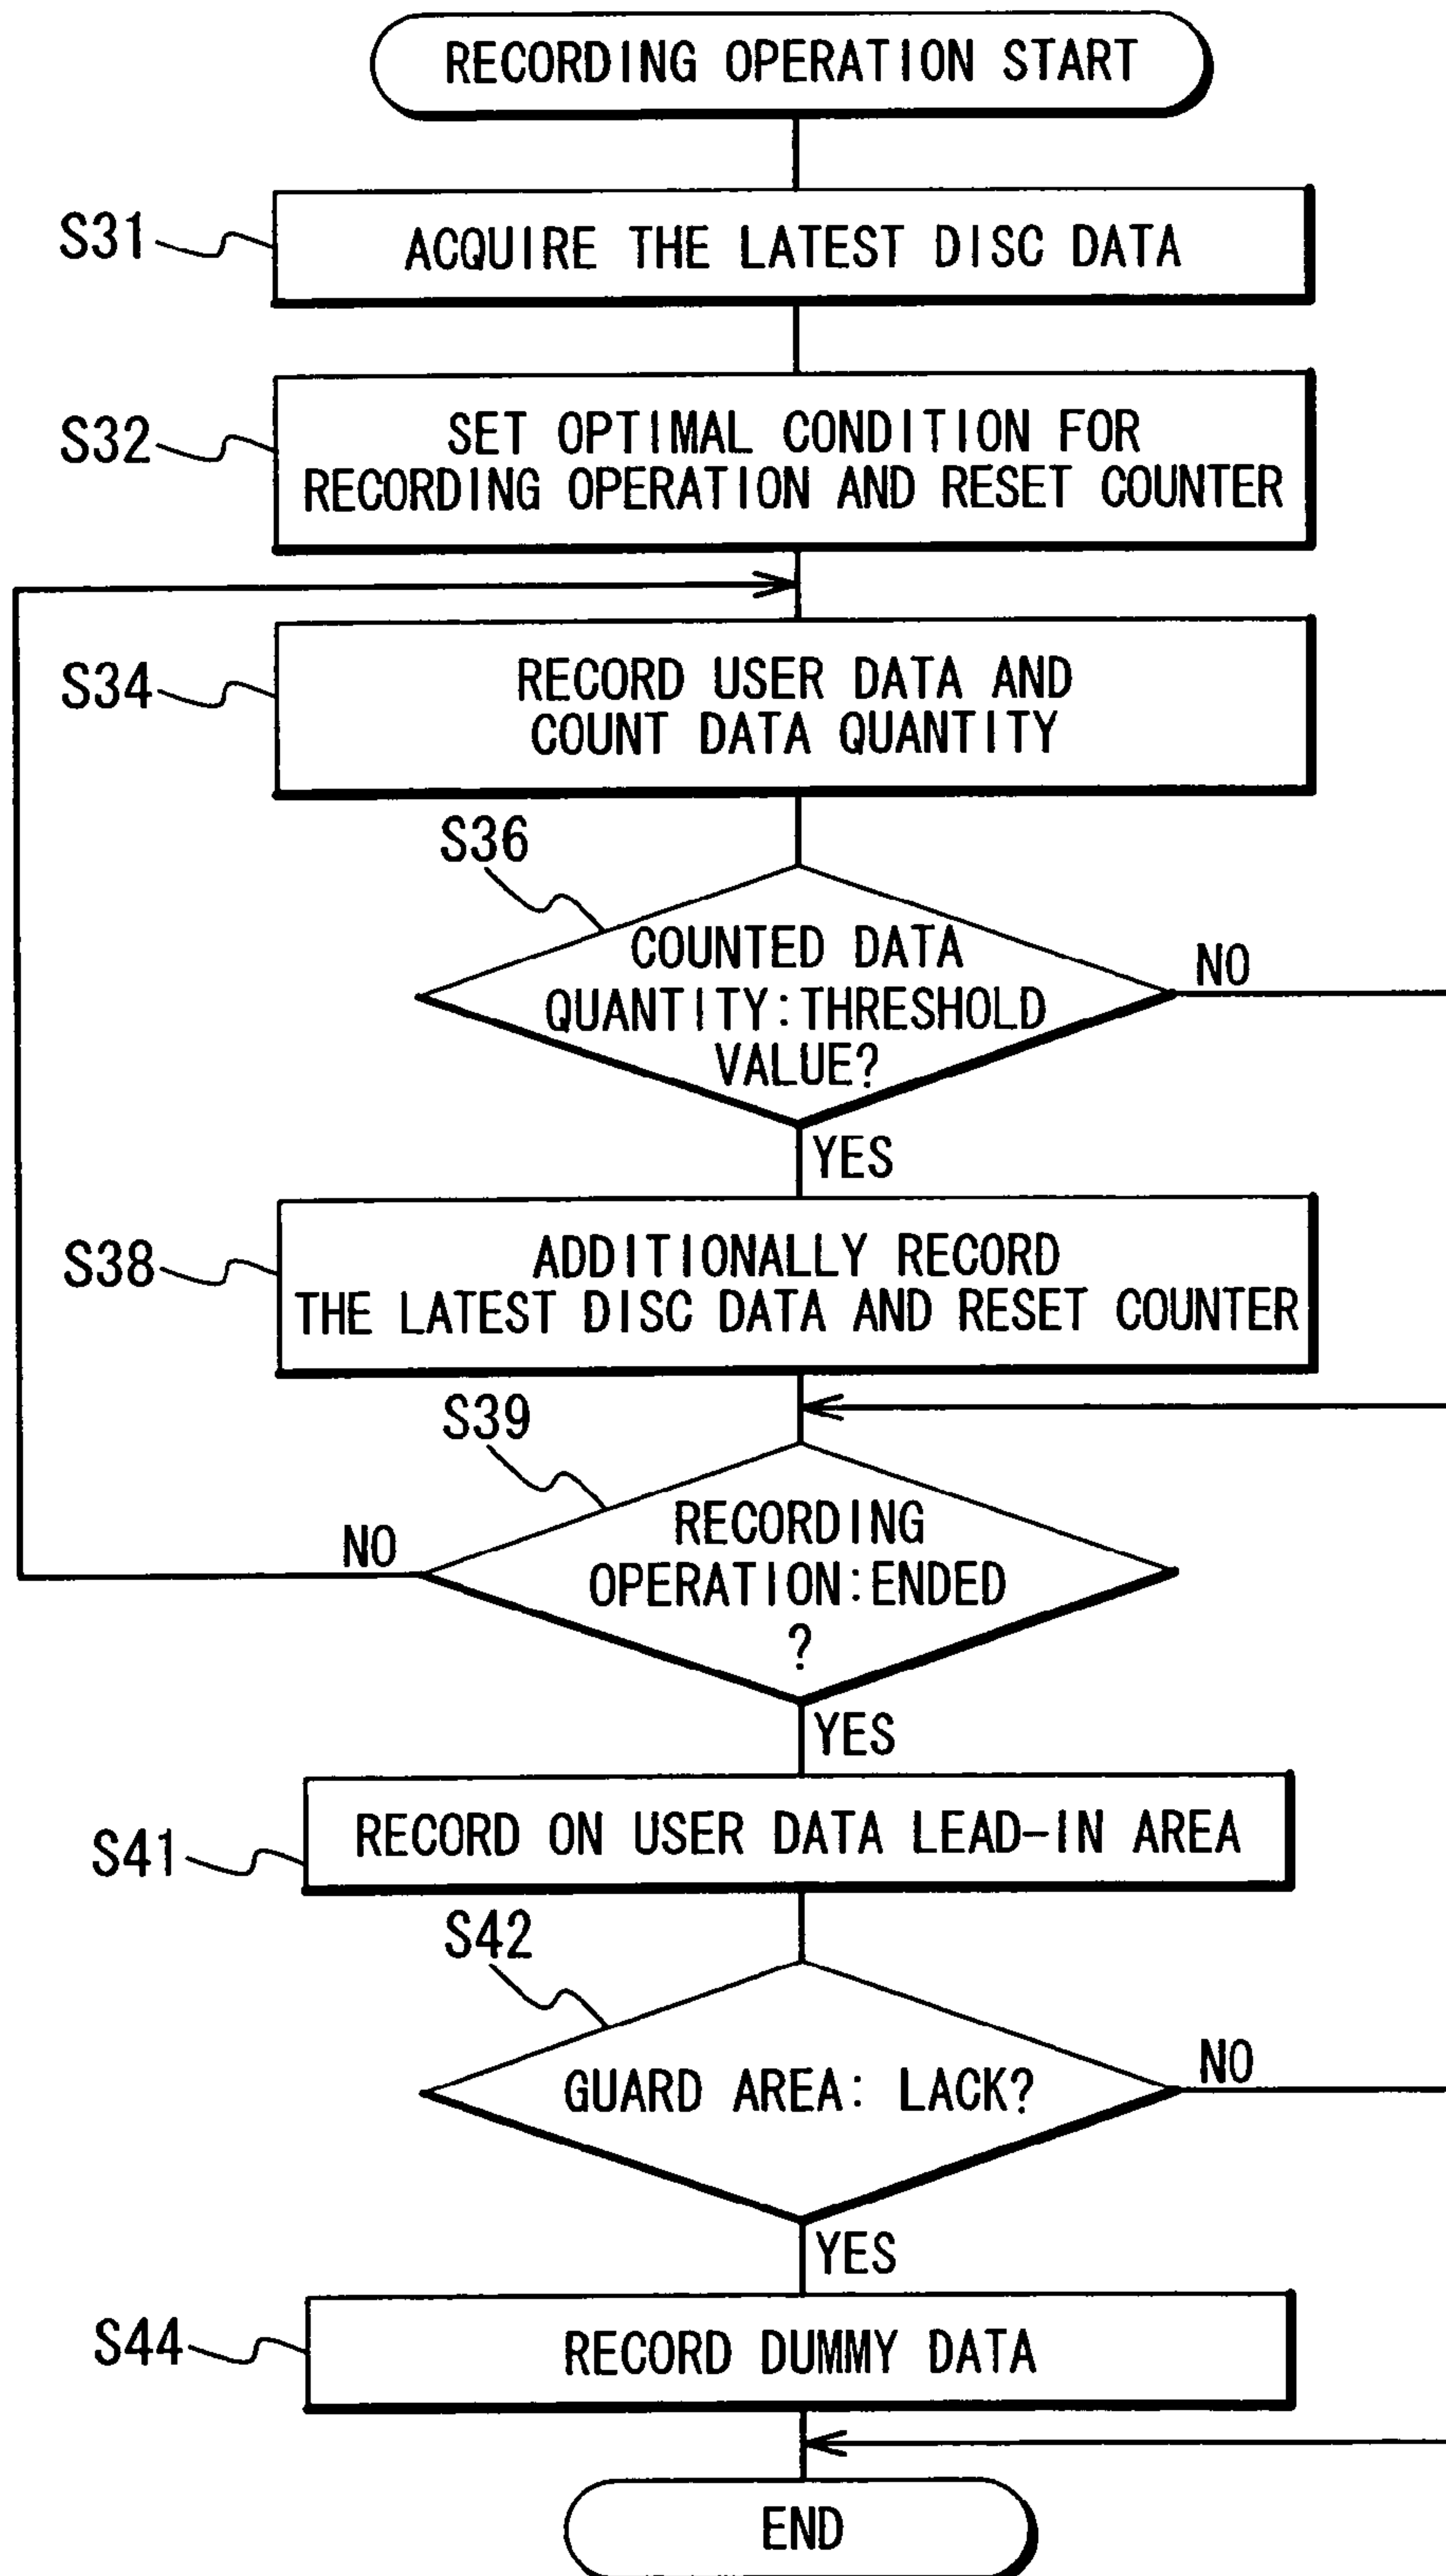 RECORDING OPERATION START
S31
ACQUIRE THE LATEST DISC DATA
S32
SET OPTIMAL CONDITION FOR
RECORDING OPERATION AND RESET COUNTER
S34
RECORD USER DATA AND
COUNT DATA QUANTITY
S36
COUNTED DATA
QUANTITY:THRESHOLD
VALUE?
NO
YES
S38
ADDITIONALLY RECORD
THE LATEST DISC DATA AND RESET COUNTER
S39
RECORDING
OPERATION:ENDED
?
NO
YES
S41
RECORD ON USER DATA LEAD-IN AREA
S42
GUARD AREA: LACK?
NO
YES
S44
RECORD DUMMY DATA
END